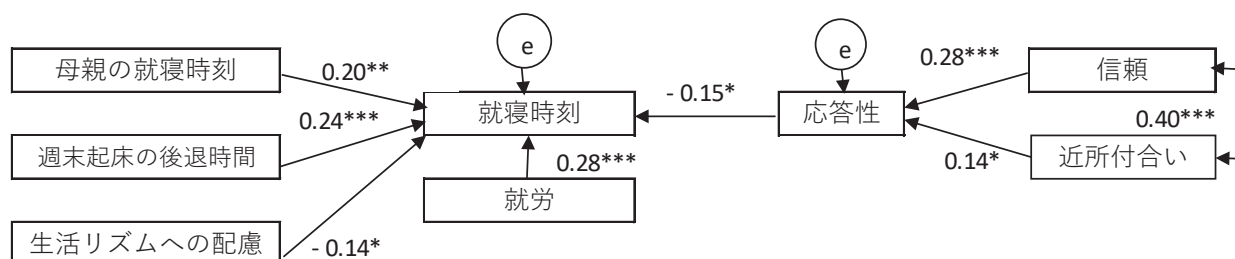 e
e
母親の就寝時刻
0.20**
0.28***
信頼
就寝時刻
- 0.15*
応答性
0.24***
0.40***
週末起床の後退時間
0.28***
0.14*
近所付合い
就労
生活リズムへの配慮
- 0.14*